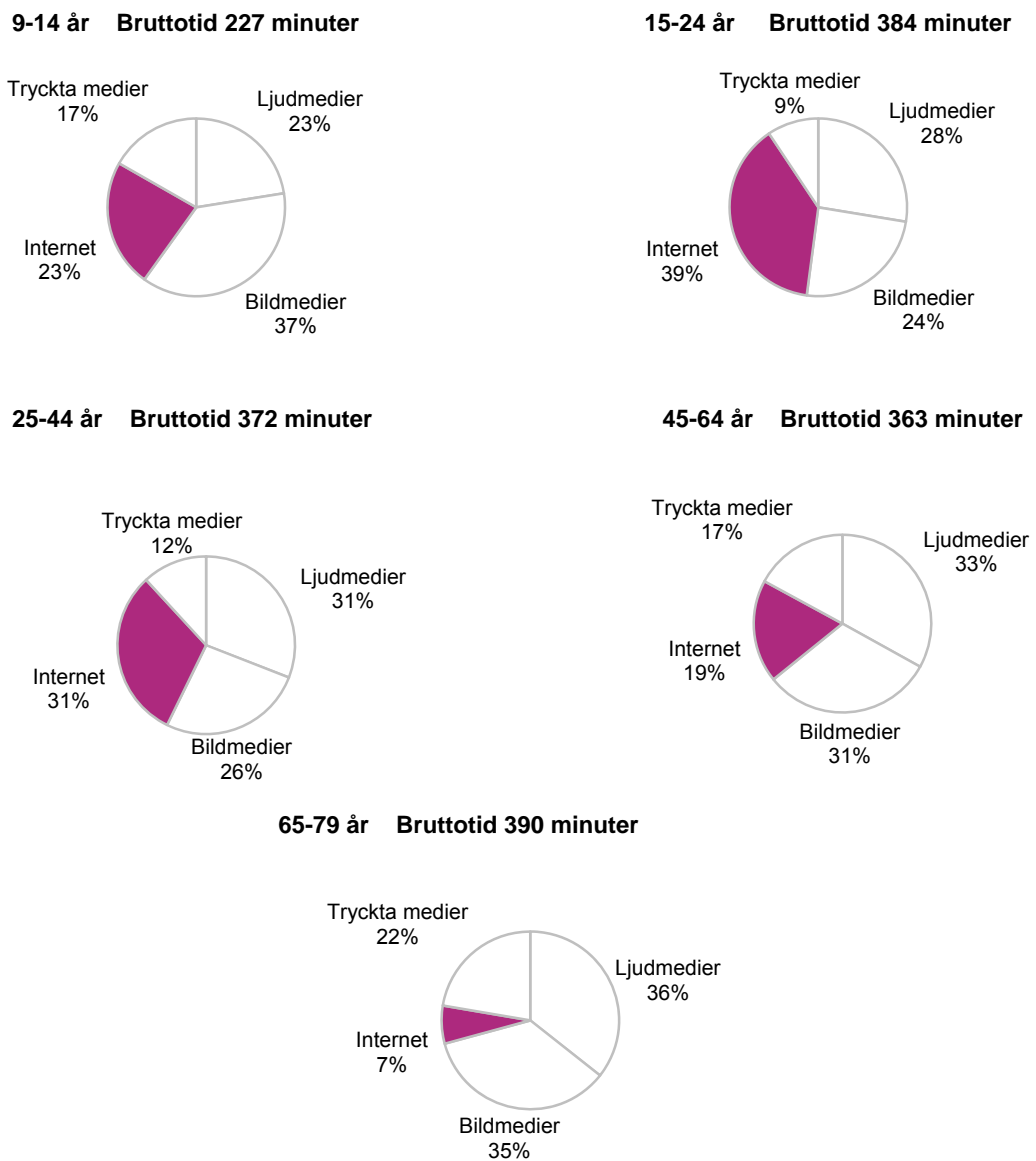 9-14 år Bruttotid 227 minuter
Tryckta medier
17%
Ljudmedier
23%
Internet
23%
Bildmedier
37%
15-24 år Bruttotid 384 minuter
Tryckta medier
9%
Ljudmedier
28%
Internet
39%
Bildmedier
24%
25-44 år Bruttotid 372 minuter
Tryckta medier
12%
Ljudmedier
31%
Internet
31%
Bildmedier
26%
45-64 år Bruttotid 363 minuter
Tryckta medier
17%
Ljudmedier
33%
Internet
19%
Bildmedier
31%
65-79 år Bruttotid 390 minuter
Tryckta medier
22%
Ljudmedier
36%
Internet
7%
Bildmedier
35%